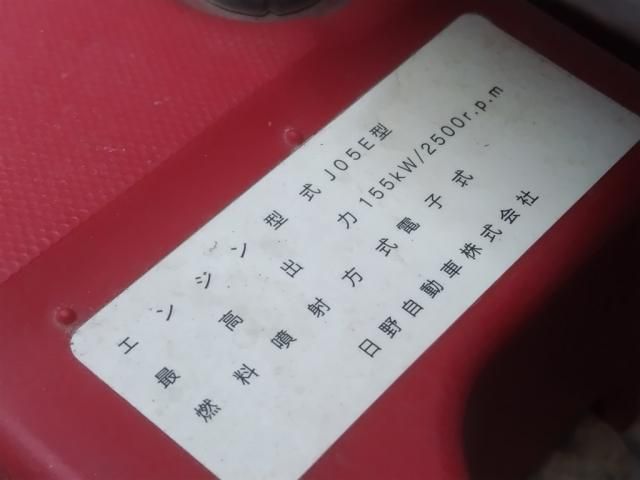 エンジン型式 J05E型
最高出力 155kW/2500r.p.m
燃料噴射方式 電子式
日野自動車株式会社